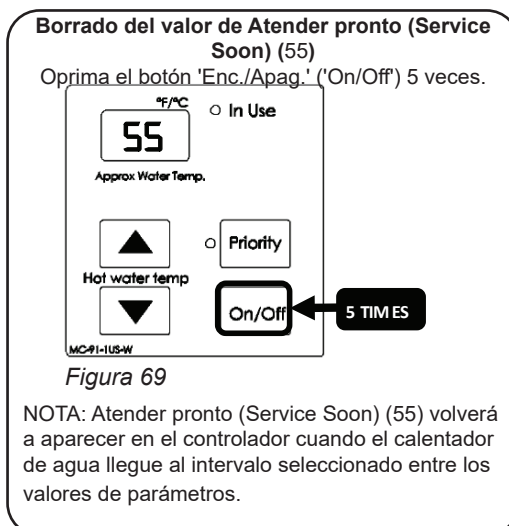 Borrado del valor de Atender pronto (Service
Soon) (55)
Oprima el botón 'Enc./Apag.' ('On/Off') 5 veces.
°F/°C
In Use
55
Approx Water Temp.
Priority
Hot water temp
On/Off
5 TIMES
MC-91-1US-W
Figura 69
NOTA: Atender pronto (Service Soon) (55) volverá
a aparecer en el controlador cuando el calentador
de agua llegue al intervalo seleccionado entre los
valores de parámetros.